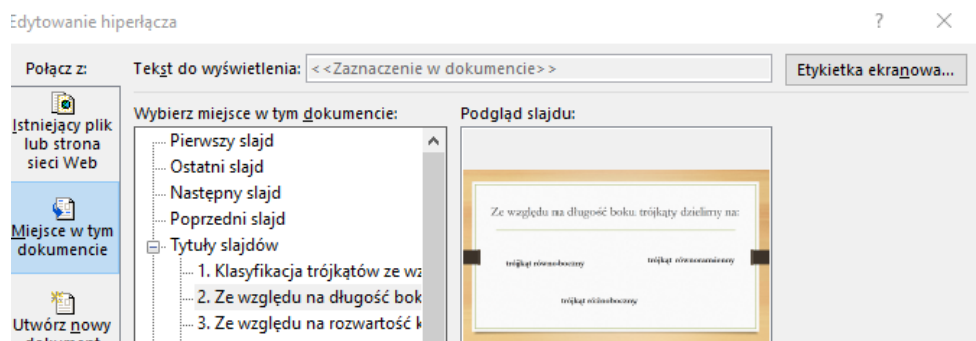 Edytowanie hiperłącza
?
Połącz z:
Tekst do wyświetlenia:
<<Zaznaczenie w dokumencie>>
Etykietka ekranowa...
Istniejący plik
lub strona
sieci Web
Miejsce w tym
dokumencie
Utwórz nowy
dokument
Wybierz miejsce w tym dokumencie:
Pierwszy slajd
Ostatni slajd
Następny slajd
Poprzedni slajd
Tytuły slajdów
1. Klasyfikacja trójkątów ze wz
2. Ze względu na długość bok
3. Ze względu na rozwartość k
Podgląd slajdu:
Ze względu na długość boku. trójkąty dzielimy na:
trójkąt równoboczny
trójkąt równoramienny
trójkąt różnoboczny